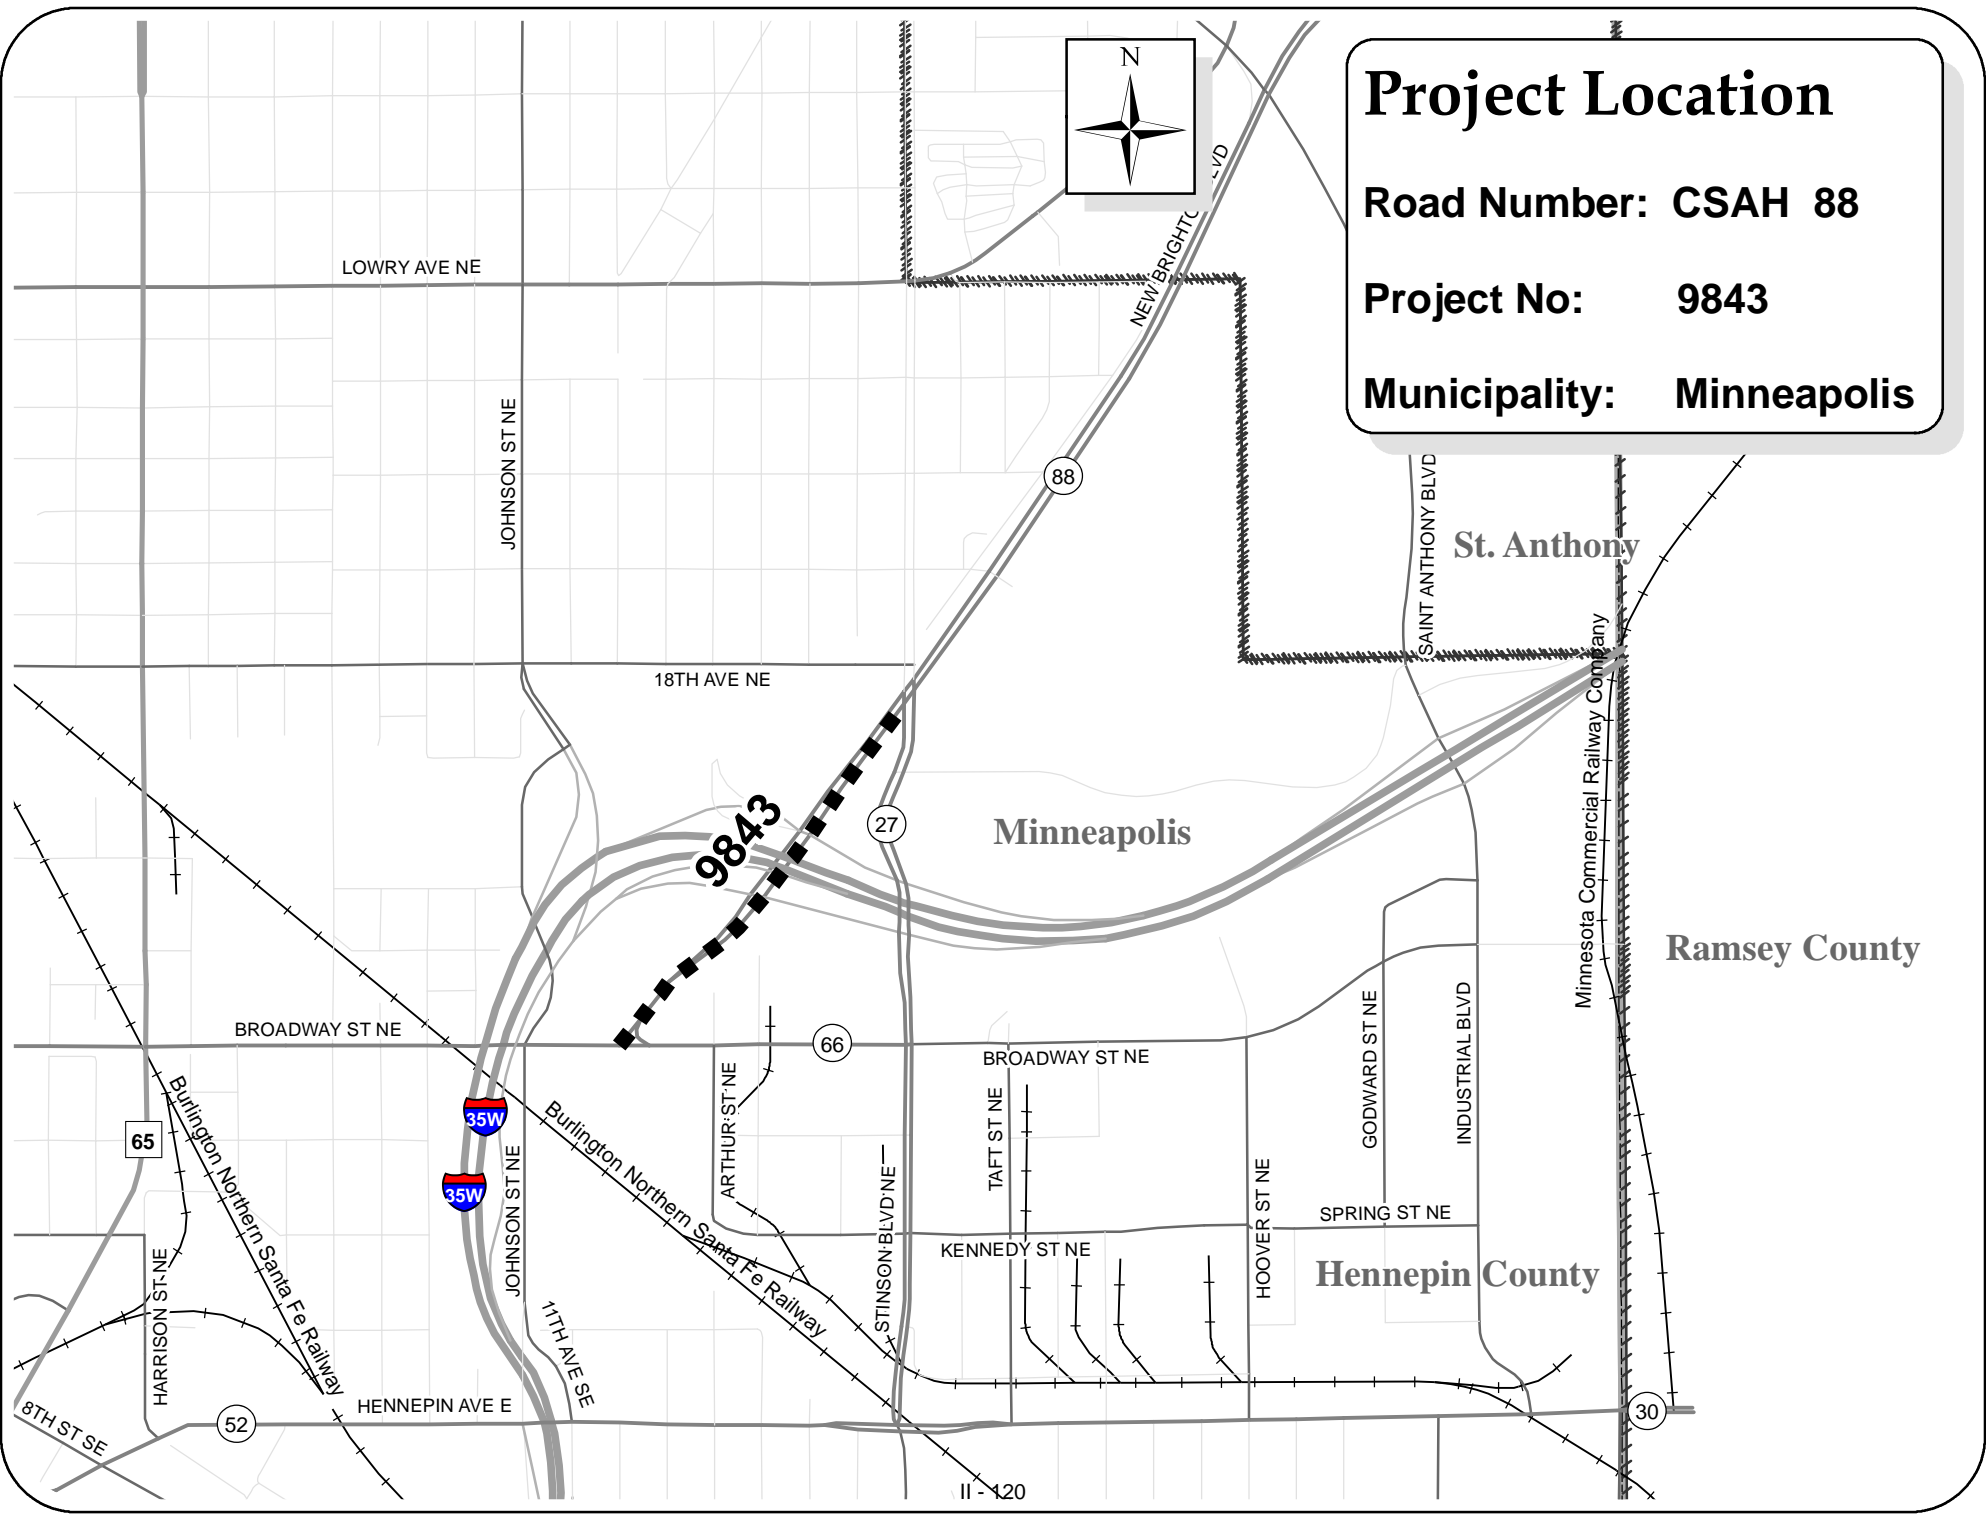 N
Project Location
Road Number: CSAH 88
Project No: 9843
Municipality: Minneapolis
LOWRY AVE NE
NEW BRIGHTO
LVD
JOHNSON ST NE
88
SAINT ANTHONY BLVD
St. Anthony
18TH AVE NE
9843
27
Minneapolis
Minnesota Commercial Railway Company
Ramsey County
BROADWAY ST NE
66
BROADWAY ST NE
GODWARD ST NE
INDUSTRIAL BLVD
35W
65
Burlington Northern Santa Fe Railway
Burlington Northern Santa Fe Railway
ARTHUR ST NE
TAFT ST NE
35W
JOHNSON ST NE
STINSON BLVD NE
HOOVER ST NE
SPRING ST NE
KENNEDY ST NE
Hennepin County
HARRISON ST NE
11TH AVE SE
8TH ST SE
52
HENNEPIN AVE E
30
II - 120